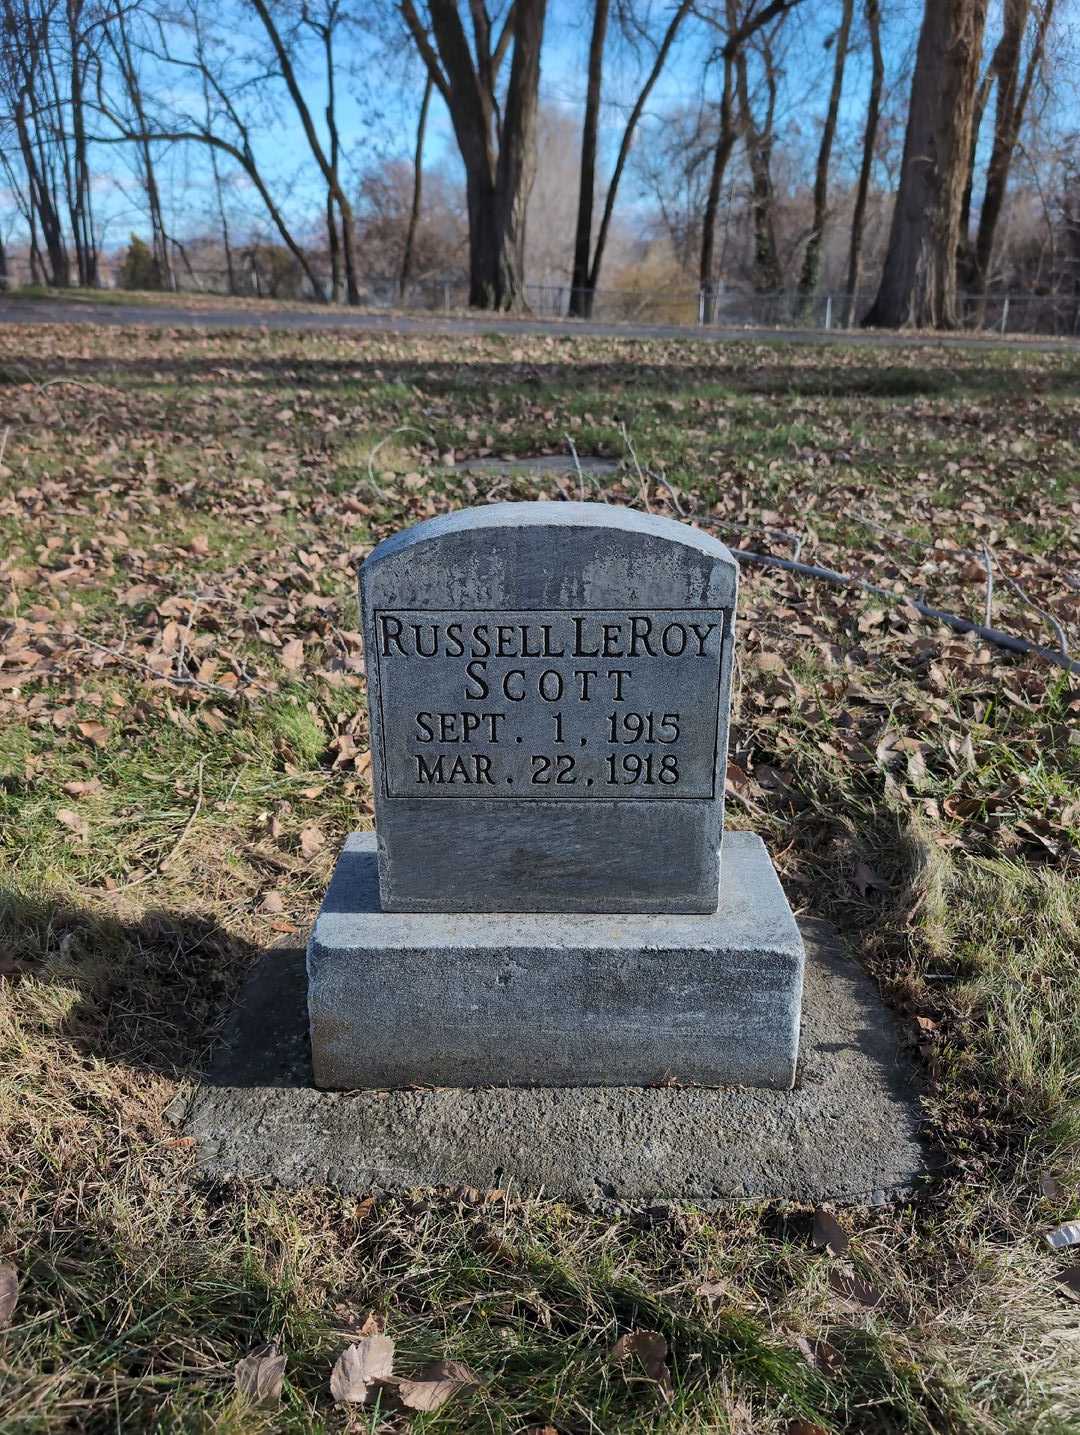 RUSSELL LEROY
SCOTT
SEPT. 1, 1915
MAR. 22, 1918